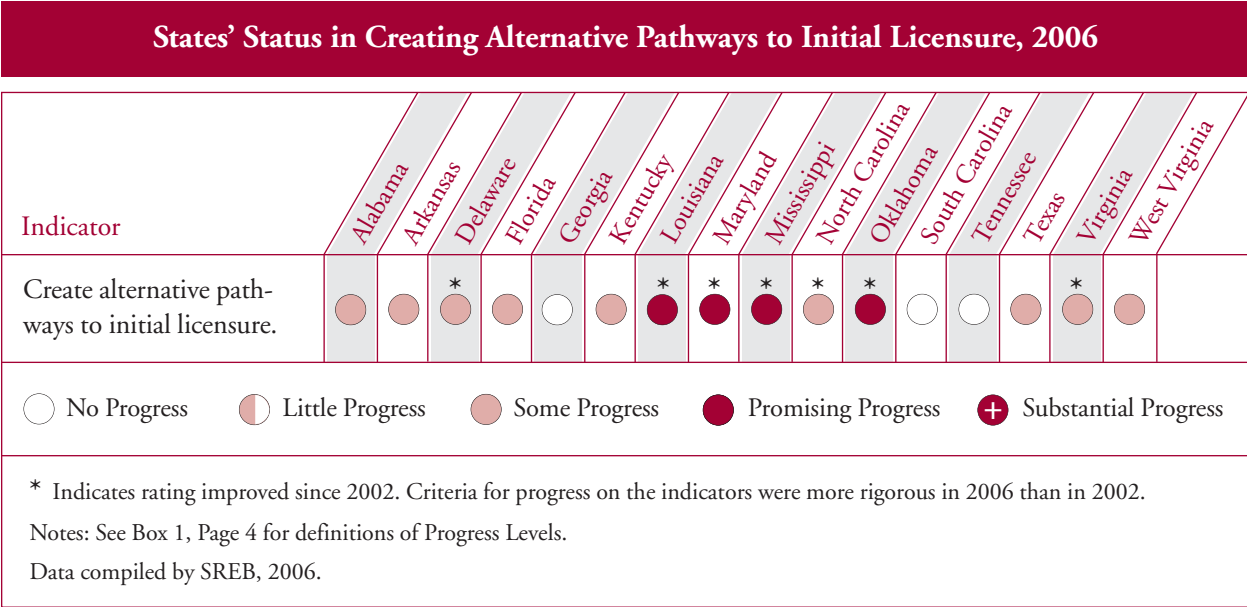 States’ Status in Creating Alternative Pathways to Initial Licensure, 2006
Indicator
Alabama
Arkansas
Delaware
Florida
Georgia
Kentucky
Louisiana
Maryland
Mississippi
North Carolina
Oklahoma
South Carolina
Tennessee
Texas
Virginia
West Virginia
Create alternative path-
ways to initial licensure.
* * * * * * *
No Progress Little Progress Some Progress Promising Progress + Substantial Progress
* Indicates rating improved since 2002. Criteria for progress on the indicators were more rigorous in 2006 than in 2002.
Notes: See Box 1, Page 4 for definitions of Progress Levels.
Data compiled by SREB, 2006.